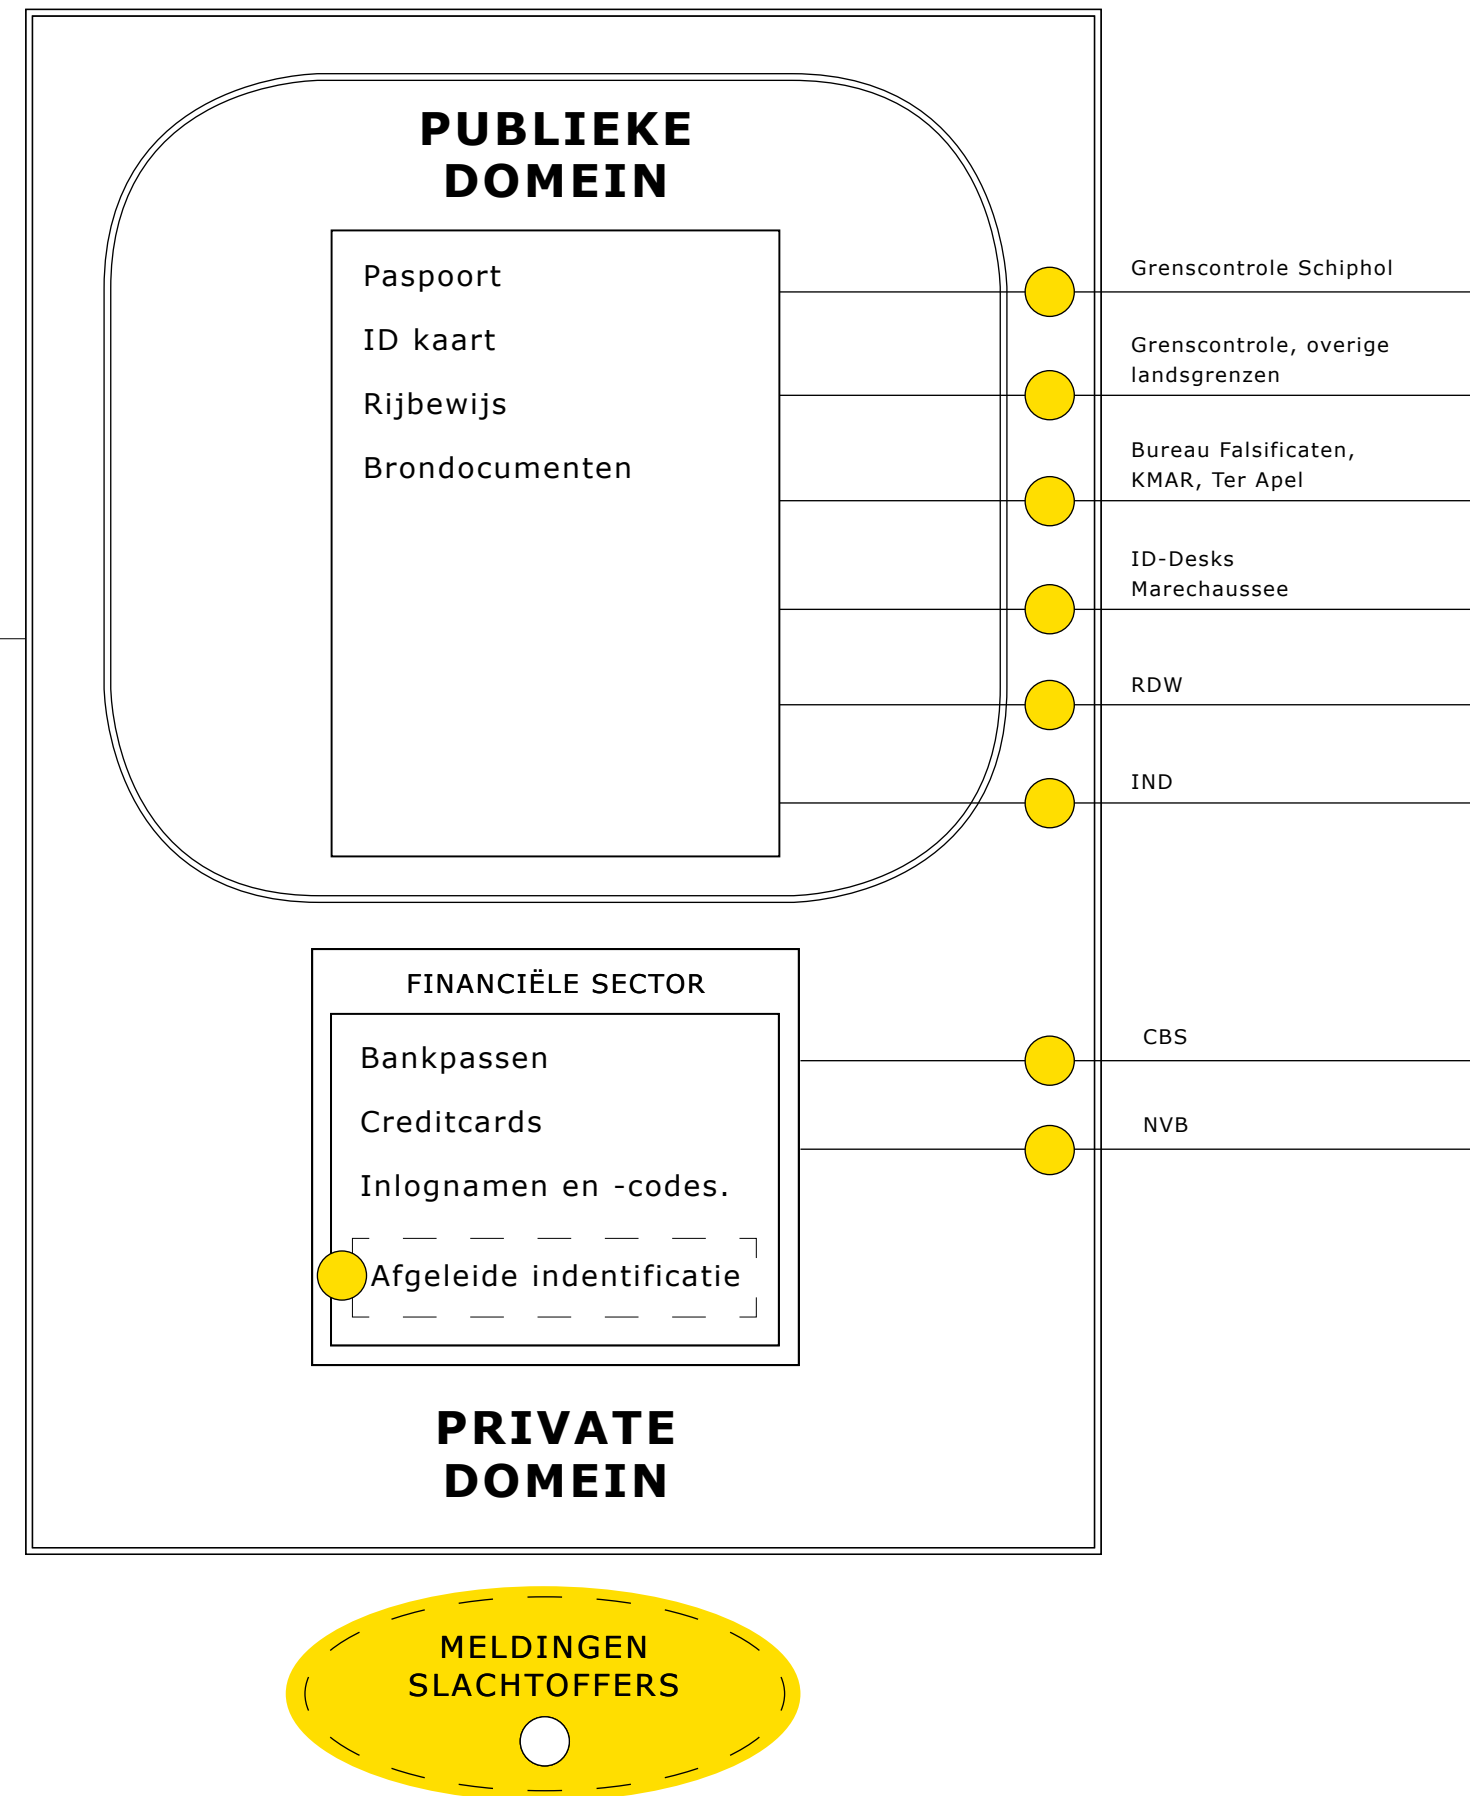 PUBLIEKE
DOMEIN
Paspoort
ID kaart
Rijbewijs
Brondocumenten
Grenscontrole Schiphol
Grenscontrole, overige
landsgrenzen
Bureau Falsificaten,
KMAR, Ter Apel
ID-Desks
Marechaussee
RDW
IND
FINANCIËLE SECTOR
Bankpassen
Creditcards
Inlognamen en -codes.
Afgeleide indentificatie
CBS
NVB
PRIVATE
DOMEIN
MELDINGEN
SLACHTOFFERS